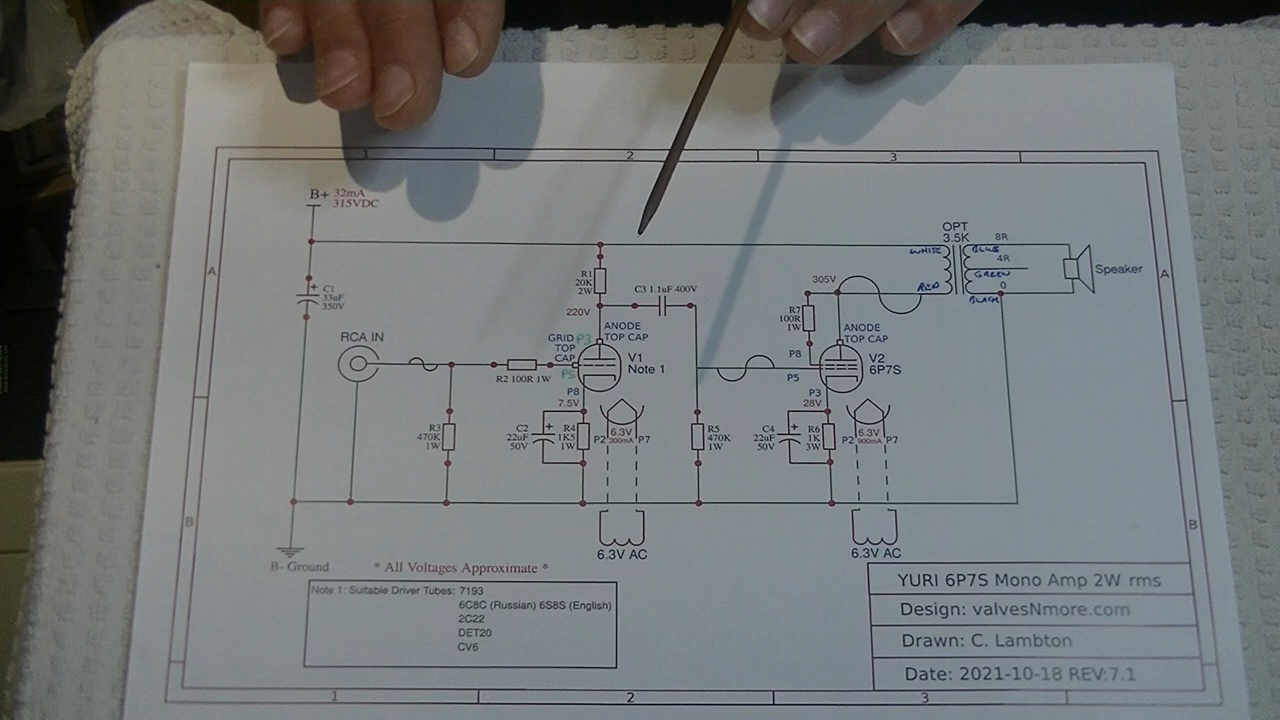 2
3
B+ 32mA
315VDC
A
A
OPT
3.5K
8R
WHITE
BLUE
4R
GREEN
Speaker
RED
0
BLACK
R1
20K
2W
C1
33uF
350V
+
C3 1.1uF 400V
305V
220V
R7
100R
1W
RCA IN
GRID P3
TOP
CAP
P5
ANODE
TOP CAP
ANODE
TOP CAP
V1
Note 1
P8
V2
6P7S
R2 100R 1W
P5
P8
7.5V
P3
28V
R3
470K
1W
C2
22uF
50V
+
R4
1K5
1W
P2
6.3V
300mA
P7
R5
470K
1W
C4
22uF
50V
+
R6
1K
3W
P2
6.3V
900mA
P7
B
B
6.3V AC
6.3V AC
B- Ground
* All Voltages Approximate *
Note 1: Suitable Driver Tubes: 7193
6C8C (Russian) 6S8S (English)
2C22
DET20
CV6
YURI 6P7S Mono Amp 2W rms
Design: valvesNmore.com
Drawn: C. Lambton
Date: 2021-10-18 REV:7.1
1
2
3